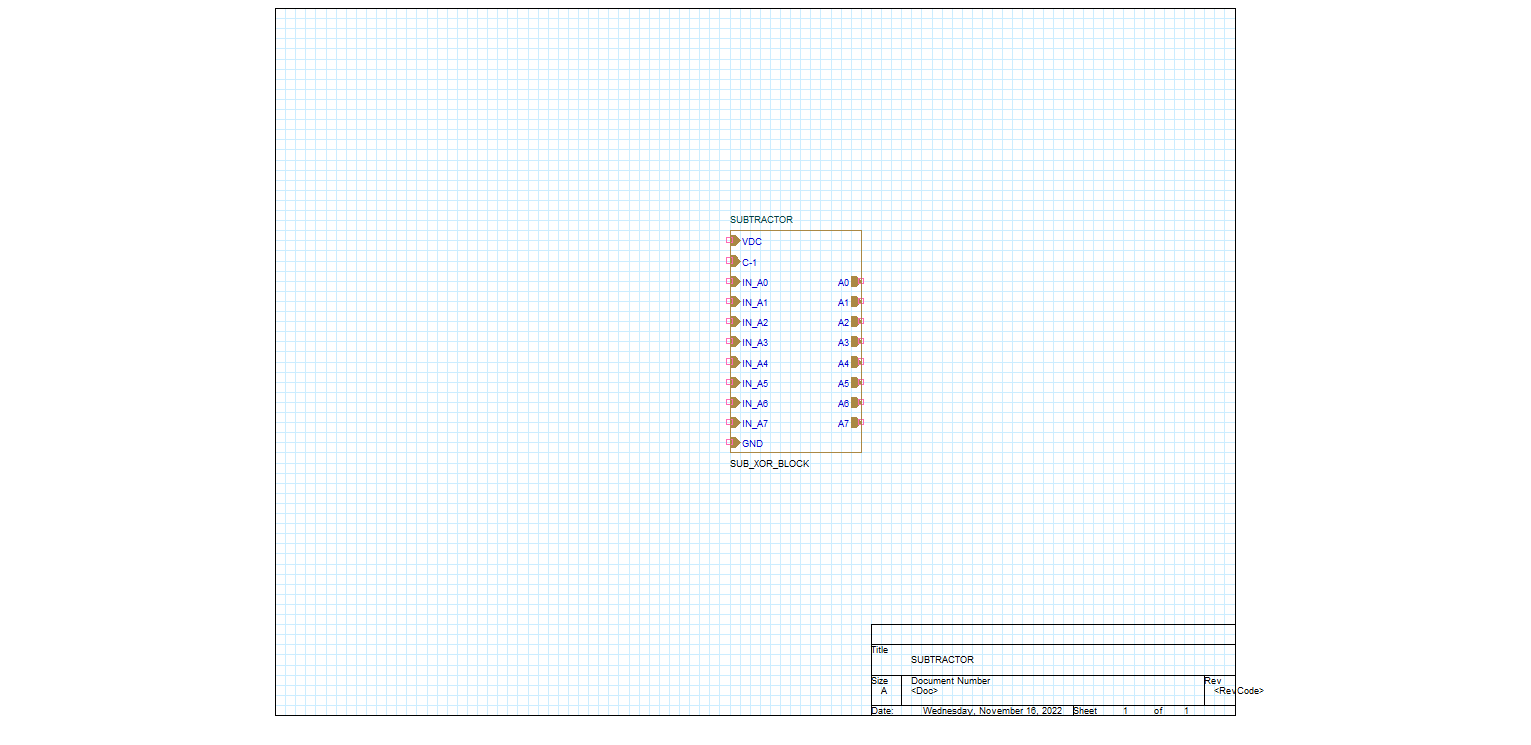 SUBTRACTOR
VDC
C-1
IN_A0 A0
IN_A1 A1
IN_A2 A2
IN_A3 A3
IN_A4 A4
IN_A5 A5
IN_A6 A6
IN_A7 A7
GND
SUB_XOR_BLOCK
Title
SUBTRACTOR
Size Document Number Rev
A <Doc> <RevCode>
Date: Wednesday, November 16, 2022 Sheet 1 of 1